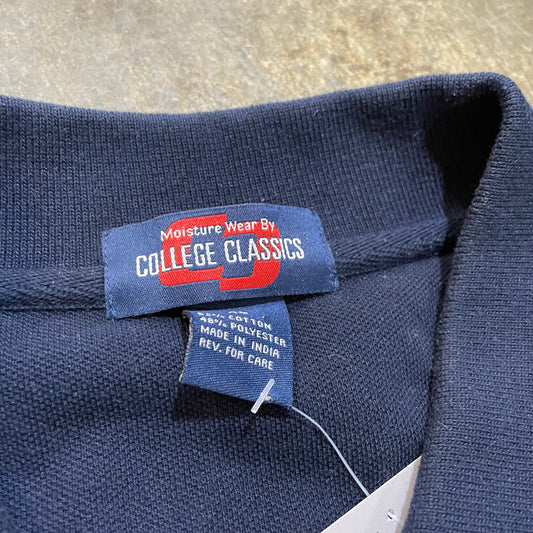 Moisture Wear By
COLLEGE CLASSICS
COTTON
48% POLYESTER
MADE IN INDIA
REV. FOR CARE